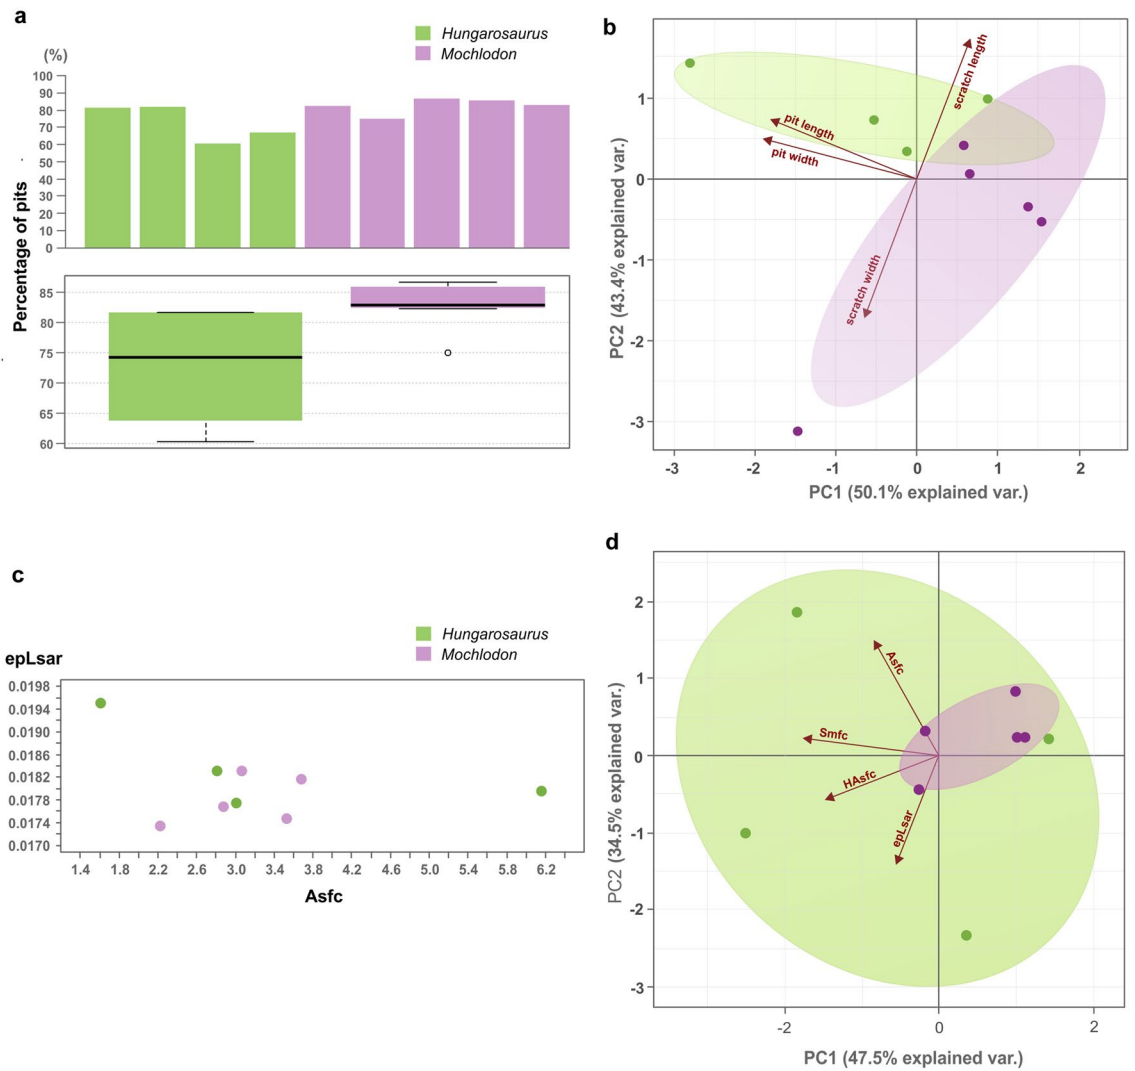 a
Hungarosaurus
Mochlodon
(%)
Percentage of pits
100
90
80
70
60
50
40
30
20
10
0
85
80
75
70
65
60
b
scratch length
pit length
pit width
scratch width
PC2 (43.4% explained var.)
1
0
-1
-2
-3
-3 -2 -1 0 1 2
PC1 (50.1% explained var.)
c
Hungarosaurus
Mochlodon
epLsar
0.0198
0.0194
0.0190
0.0186
0.0182
0.0178
0.0174
0.0170
1.4 1.8 2.2 2.6 3.0 3.4 3.8 4.2 4.6 5.0 5.4 5.8 6.2
Asfc
d
Asfc
Smfc
HAsfc
epLsar
PC2 (34.5% explained var.)
2
1
0
-1
-2
-3
-2 0 2
PC1 (47.5% explained var.)